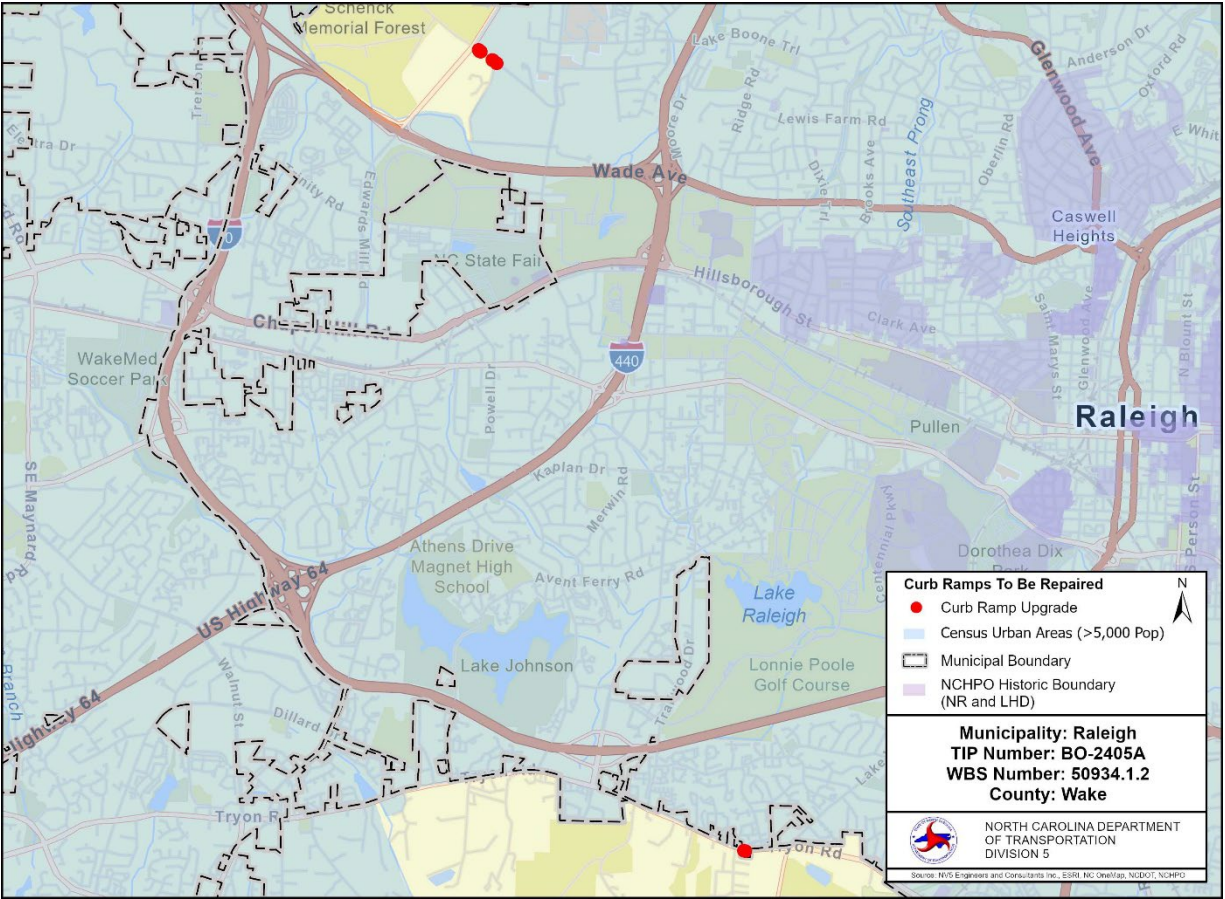 Schenck
Memorial Forest
Lake Boone Trl
Anderson Dr
Oxford Rd
Glenwood Ave
Ridge Rd
Moore Dr
Lewis Farm Rd
Southeast Prong
Oberlin Rd
E Whit
Electra Dr
Trinity Rd
Edwards Mill Rd
Wade Ave
Dixie Trl
Brooks Ave
Caswell
Heights
NC State Fair
Hillsborough St
Clark Ave
Saint Marys St
Glenwood Ave
N Blount St
Chapel Hill Rd
440
WakeMed
Soccer Park
Powell Dr
Pullen
Raleigh
SE Maynard Rd
Kaplan Dr
Merwin Rd
Centennial Pkwy
S Person St
Athens Drive
Magnet High
School
Avent Ferry Rd
Dorothea Dix
Park
US Highway 64
Lake
Raleigh
Lake Johnson
Lonnie Poole
Golf Course
Branch
Highway 64
Walnut St
Dillard
Lake
Tryon R
Tryon Rd
Curb Ramps To Be Repaired
N
Curb Ramp Upgrade
Census Urban Areas (>5,000 Pop)
Municipal Boundary
NCHPO Historic Boundary
(NR and LHD)
Municipality: Raleigh
TIP Number: BO-2405A
WBS Number: 50934.1.2
County: Wake
NORTH CAROLINA DEPARTMENT
OF TRANSPORTATION
DIVISION 5
Source: NV5 Engineers and Consultants Inc., ESRI, NC OneMap, NCDOT, NCHPO